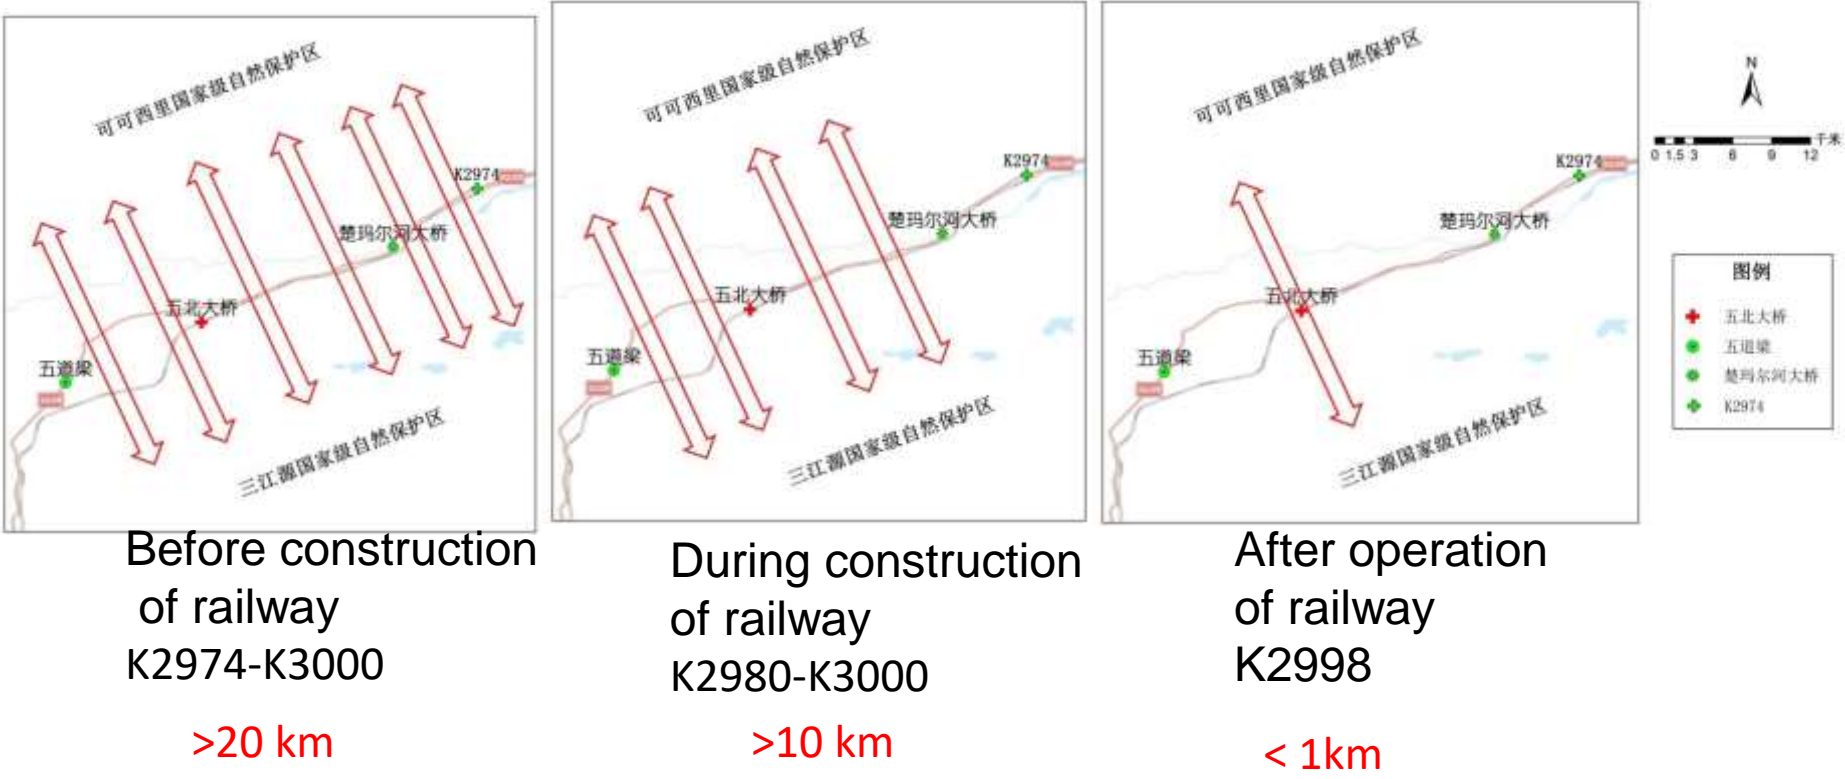 可可西里国家级自然保护区
K2974
楚玛尔河大桥
五北大桥
五道梁
三江源国家级自然保护区
Before construction
of railway
K2974-K3000
>20 km
可可西里国家级自然保护区
K2974
楚玛尔河大桥
五北大桥
五道梁
三江源国家级自然保护区
During construction
of railway
K2980-K3000
>10 km
可可西里国家级自然保护区
K2974
楚玛尔河大桥
五北大桥
五道梁
三江源国家级自然保护区
After operation
of railway
K2998
< 1km
N
千米
0 1.5 3 6 9 12
图例
五北大桥
五道梁
楚玛尔河大桥
K2974